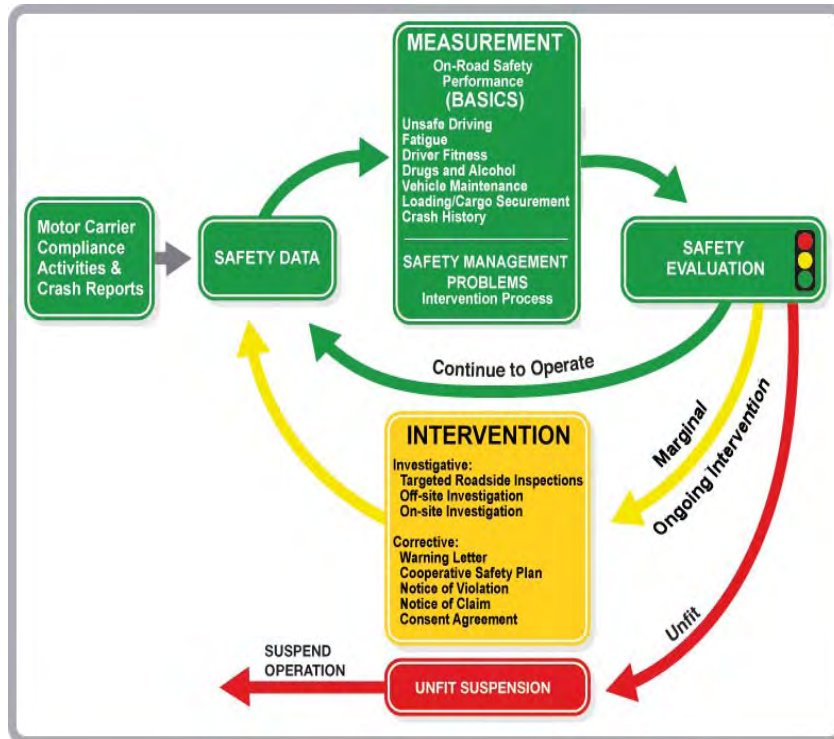 MEASUREMENT
On-Road Safety
Performance
(BASICS)
Unsafe Driving
Fatigue
Driver Fitness
Drugs and Alcohol
Vehicle Maintenance
Loading/Cargo Securement
Crash History
SAFETY MANAGEMENT
PROBLEMS
Intervention Process
Motor Carrier
Compliance
Activities &
Crash Reports
SAFETY DATA
SAFETY
EVALUATION
Continue to Operate
Marginal
Ongoing Intervention
Unfit
INTERVENTION
Investigative:
Targeted Roadside Inspections
Off-site Investigation
On-site Investigation
Corrective:
Warning Letter
Cooperative Safety Plan
Notice of Violation
Notice of Claim
Consent Agreement
SUSPEND
OPERATION
UNFIT SUSPENSION